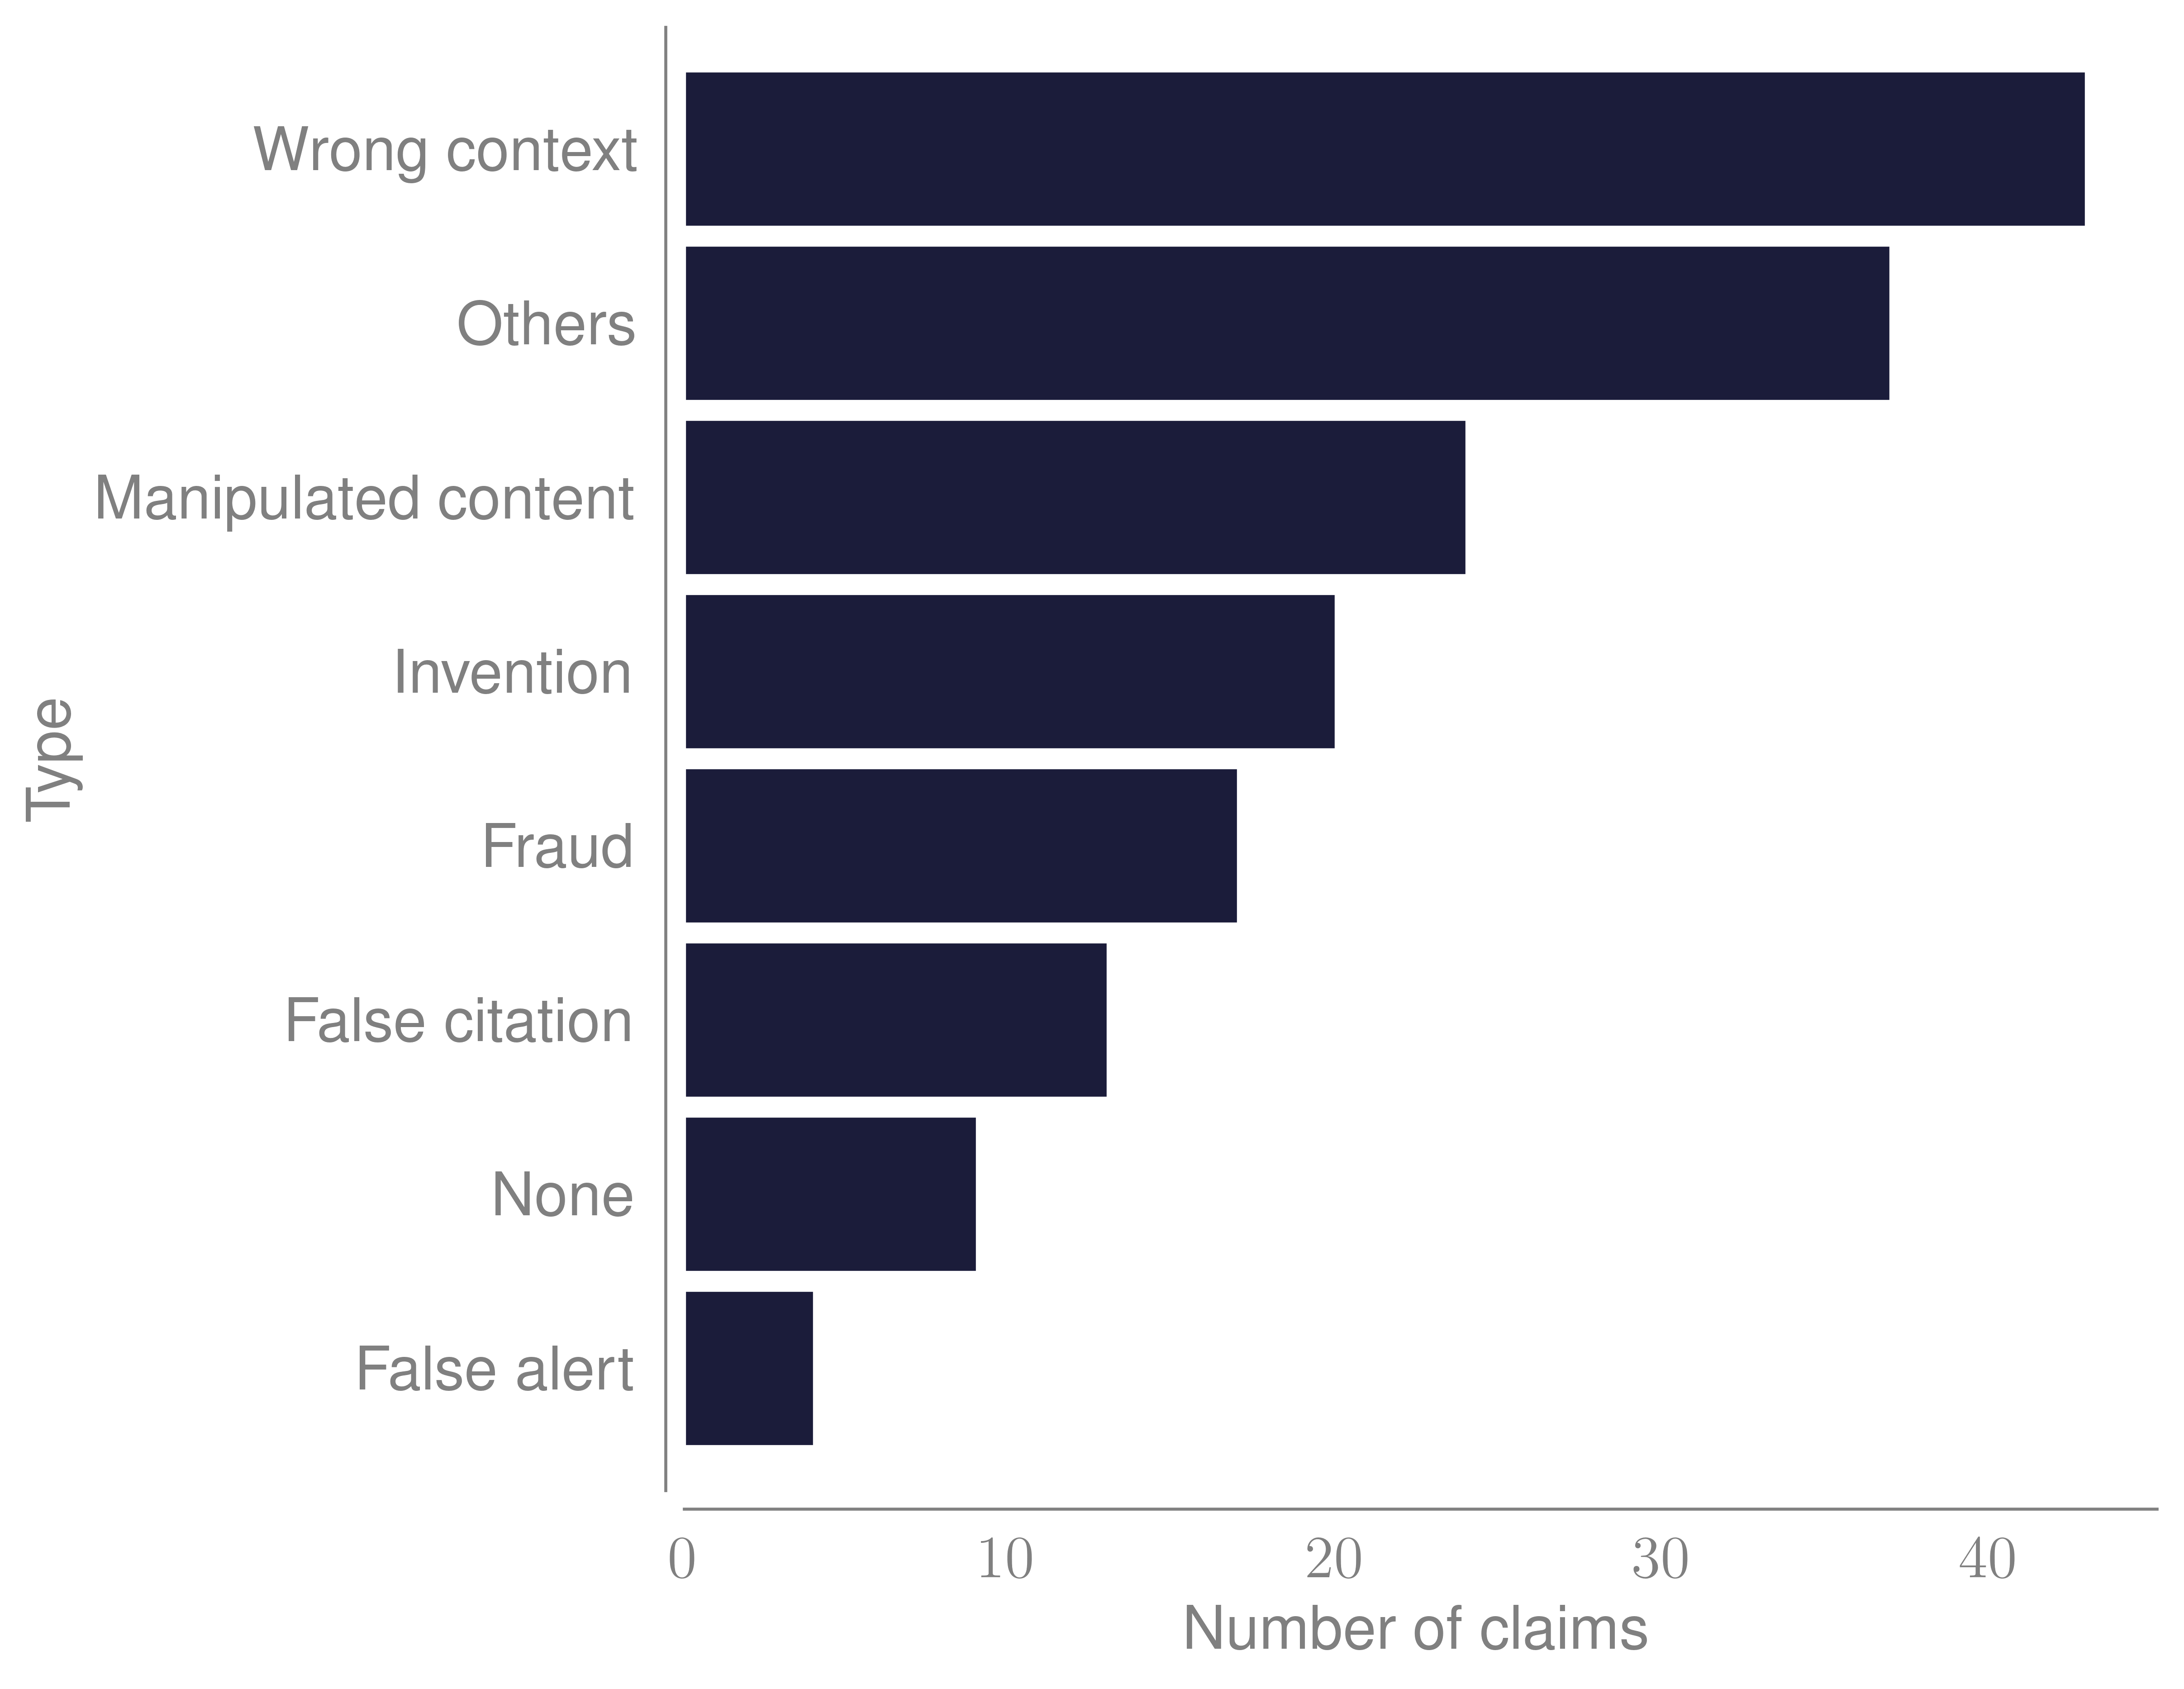 Wrong context
Others
Manipulated content
Invention
Fraud
False citation
None
False alert
Type
0 10 20 30 40
Number of claims